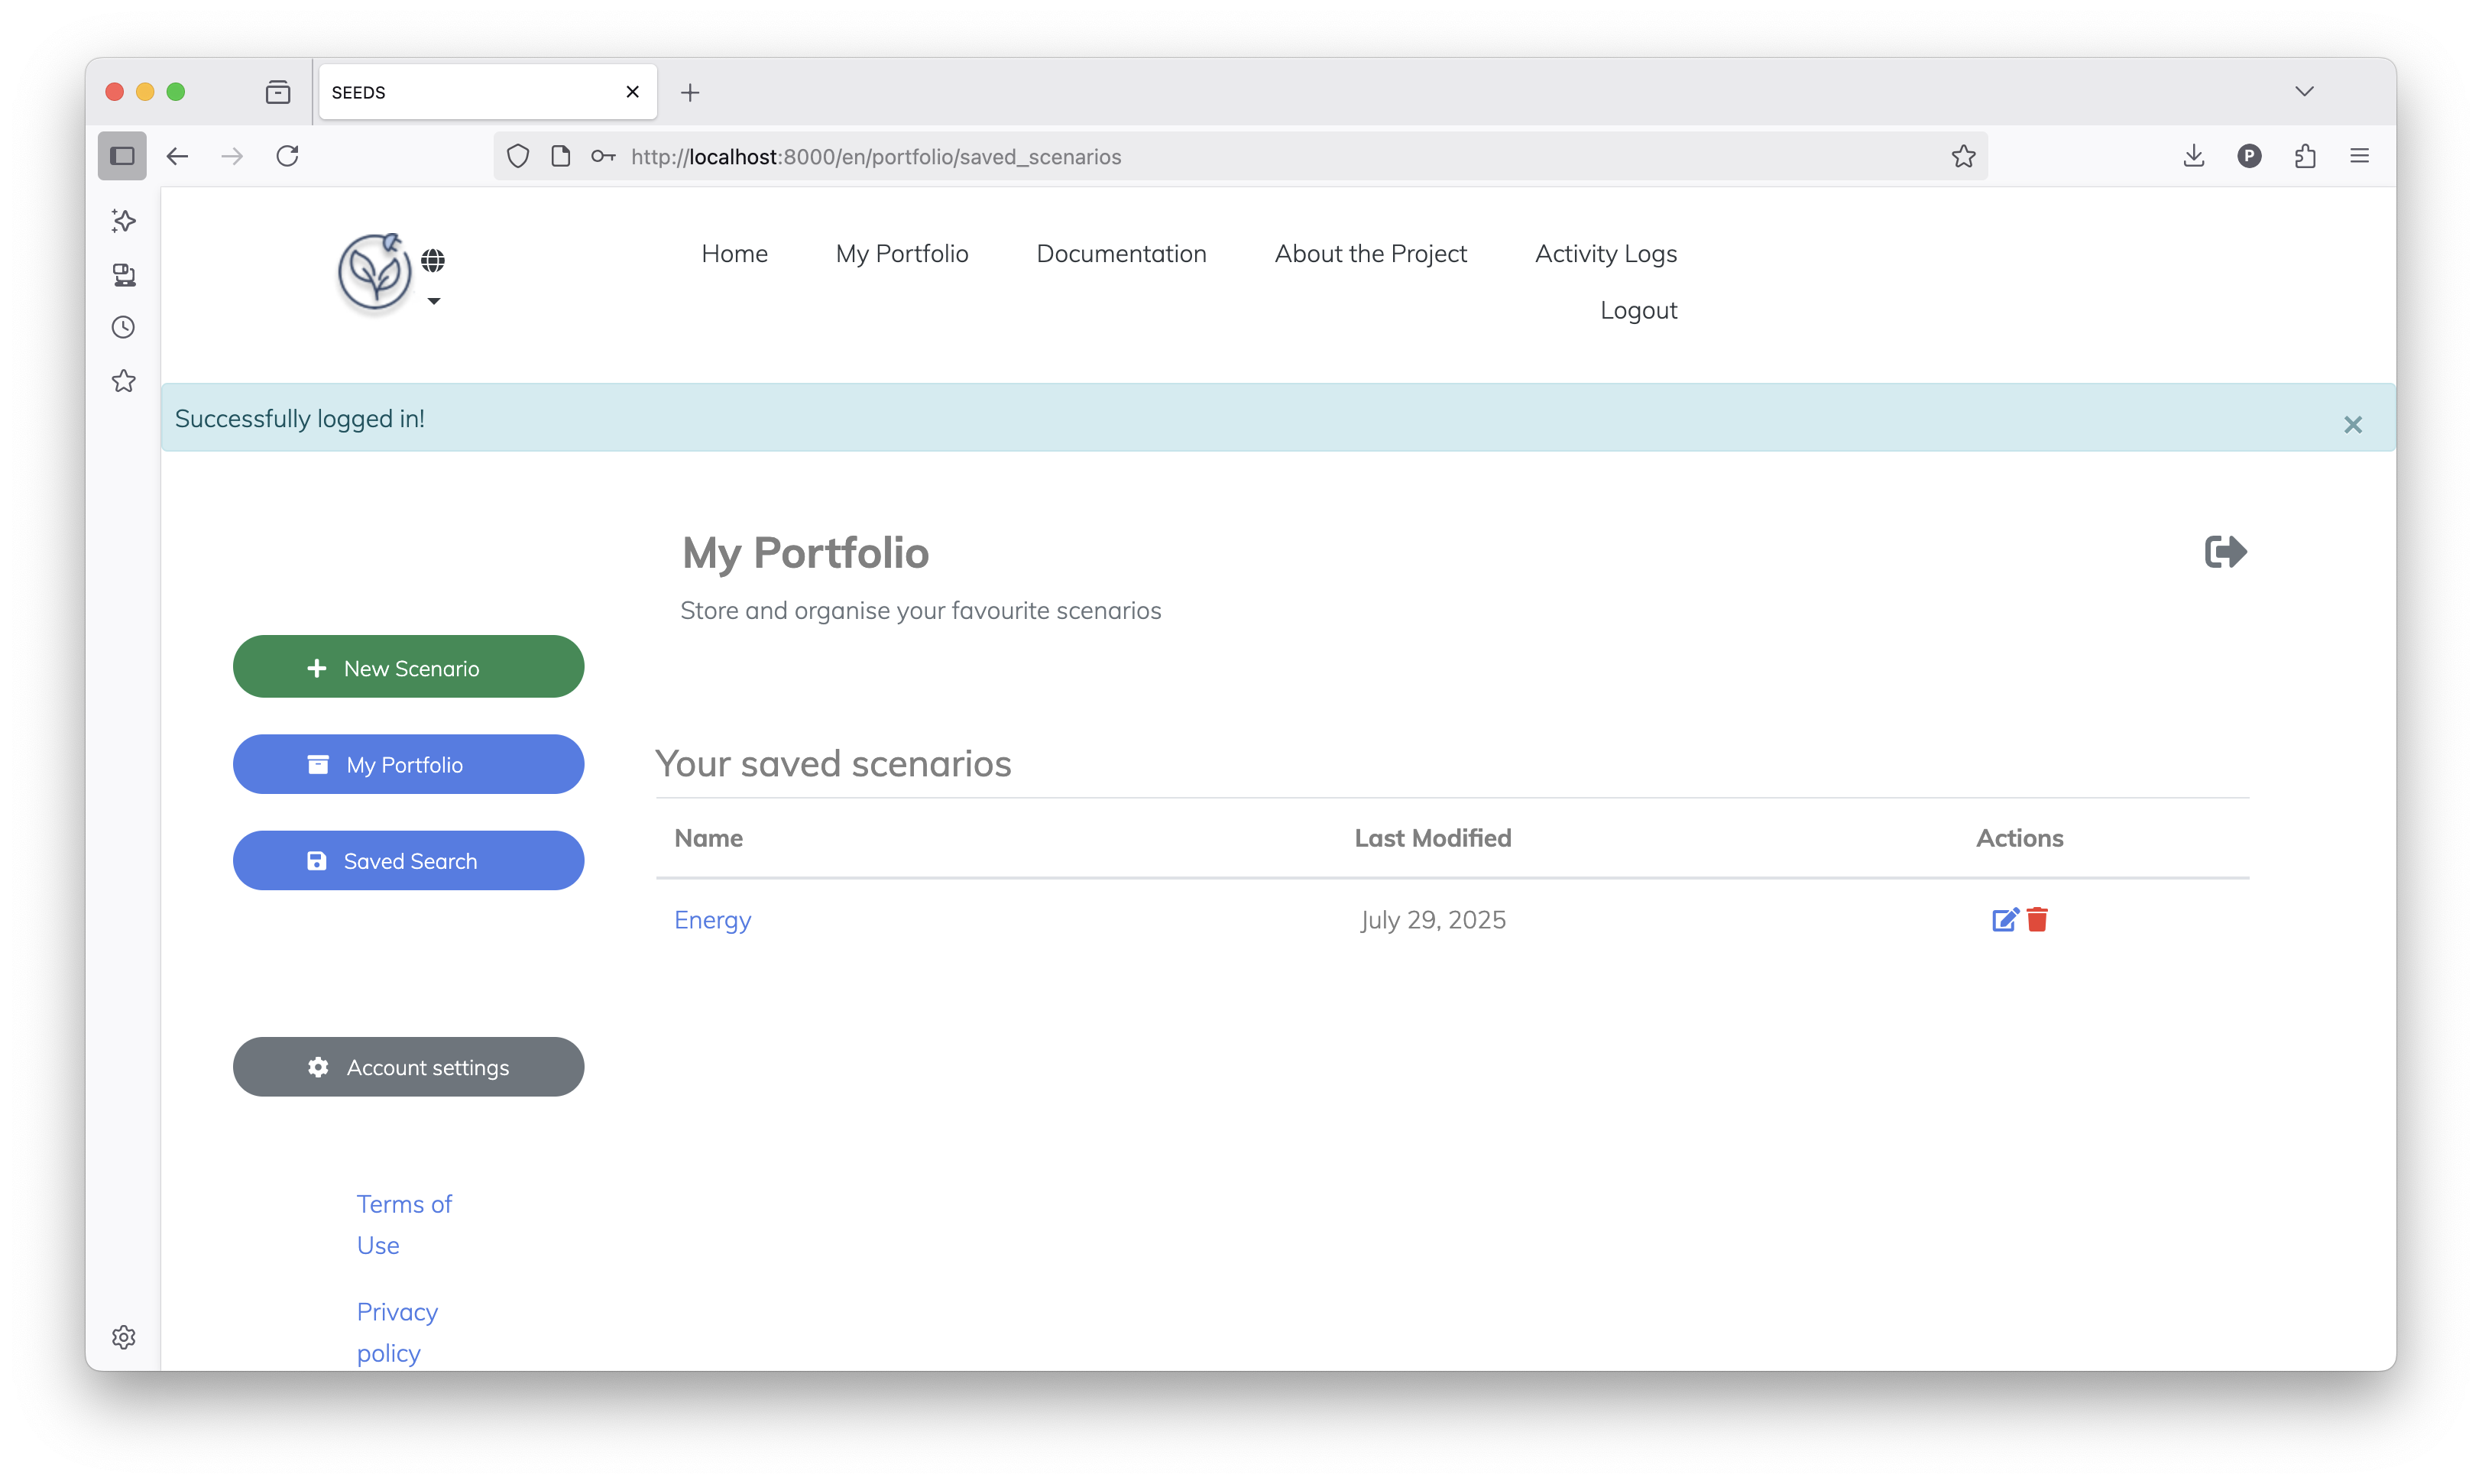 SEEDS
http://localhost:8000/en/portfolio/saved_scenarios
P
Home My Portfolio Documentation About the Project Activity Logs
Logout
Successfully logged in!
My Portfolio
Store and organise your favourite scenarios
New Scenario
My Portfolio
Saved Search
Account settings
Terms of
Use
Privacy
policy
Your saved scenarios
Name Last Modified Actions
Energy July 29, 2025